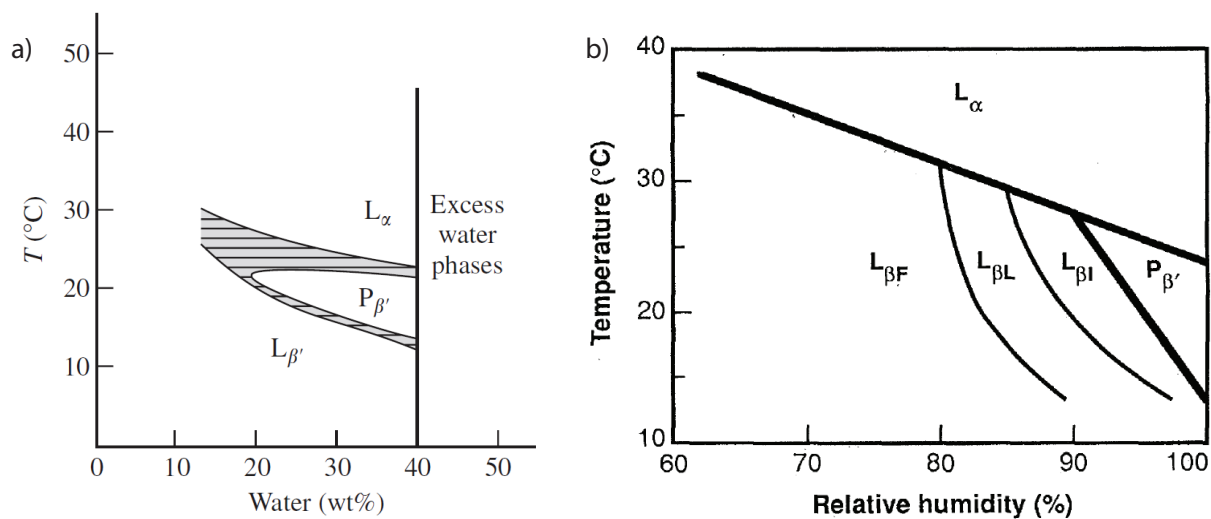 a)
50
40
30
20
10
T (°C)
Lα
Excess
water
phases
Pβ′
Lβ′
0
10
20
30
40
50
Water (wt%)
b)
40
30
20
10
Temperature (°C)
Lα
LβF
LβL
LβI
Pβ′
60
70
80
90
100
Relative humidity (%)